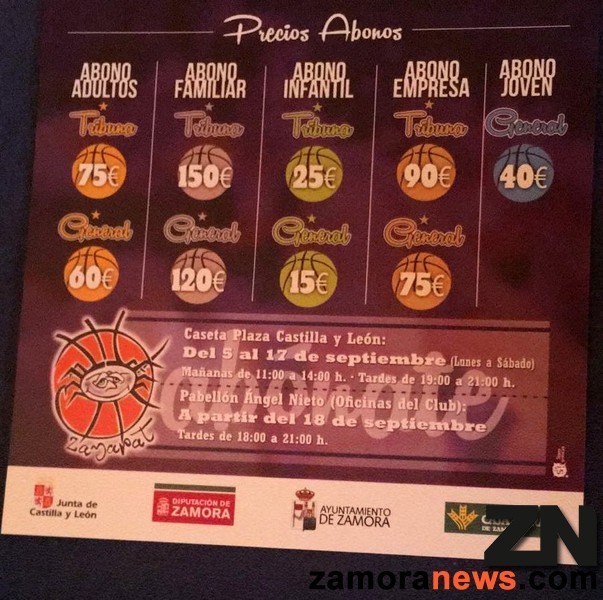 Precios Abonos
ABONO ADULTOS
Tribuna
75€
General
60€
ABONO FAMILIAR
Tribuna
150€
General
120€
ABONO INFANTIL
Tribuna
25€
General
15€
ABONO EMPRESA
Tribuna
90€
General
75€
ABONO JOVEN
General
40€
Caseta Plaza Castilla y León:
Del 5 al 17 de septiembre (Lunes a Sábado)
Mañanas de 11:00 a 14:00 h. · Tardes de 19:00 a 21:00 h.
Pabellón Ángel Nieto (Oficinas del Club):
A partir del 18 de septiembre
Tardes de 18:00 a 21:00 h.
Zamarat
Junta de
Castilla y León
DIPUTACIÓN DE
ZAMORA
AYUNTAMIENTO
DE ZAMORA
ZN
zamoranews.com